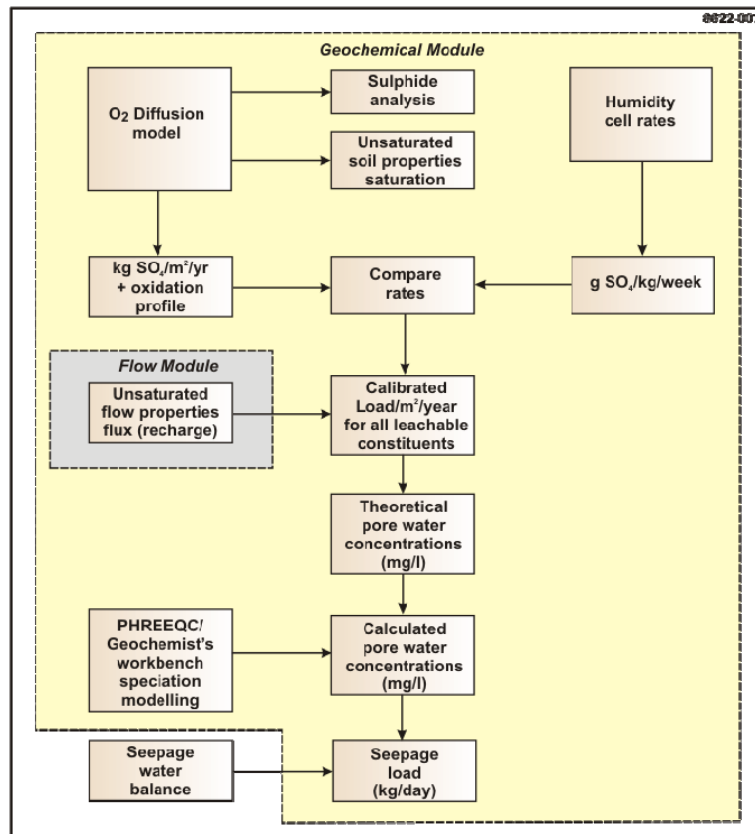 8622-003
Geochemical Module
O₂ Diffusion
model
Sulphide
analysis
Unsaturated
soil properties
saturation
Humidity
cell rates
kg SO₄/m²/yr
+ oxidation
profile
Compare
rates
g SO₄/kg/week
Flow Module
Unsaturated
flow properties
flux (recharge)
Calibrated
Load/m²/year
for all leachable
constituents
Theoretical
pore water
concentrations
(mg/l)
PHREEQC/
Geochemist's
workbench
speciation
modelling
Calculated
pore water
concentrations
(mg/l)
Seepage
water
balance
Seepage
load
(kg/day)